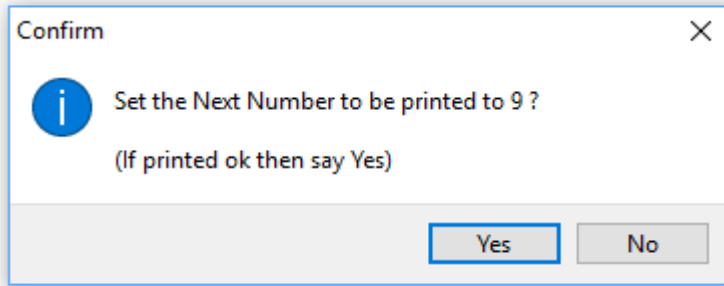 Confirm
Set the Next Number to be printed to 9 ?
(If printed ok then say Yes)
Yes No